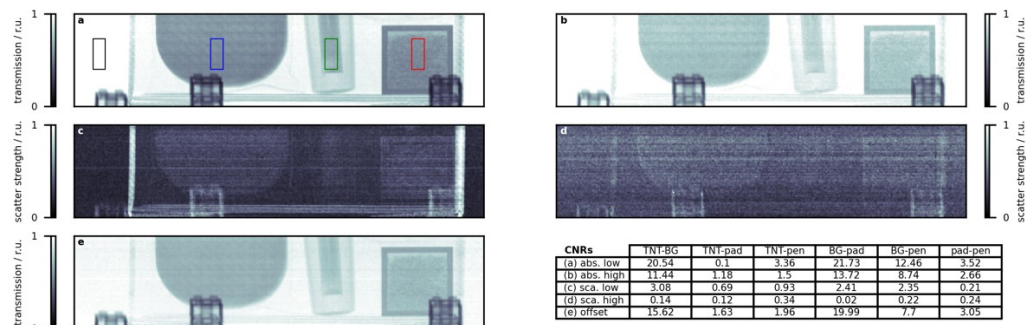 transmission / r.u.
1
0
a
b
1
0
transmission / r.u.
scatter strength / r.u.
1
0
c
d
1
0
scatter strength / r.u.
transmission / r.u.
1
e
CNRs TNT-BG TNT-pad TNT-pen BG-pad BG-pen pad-pen
(a) abs. low 20.54 0.1 3.36 21.73 12.46 3.52
(b) abs. high 11.44 1.18 1.5 13.72 8.74 2.66
(c) sca. low 3.08 0.69 0.93 2.41 2.35 0.21
(d) sca. high 0.14 0.12 0.34 0.02 0.22 0.24
(e) offset 15.62 1.63 1.96 19.99 7.7 3.05